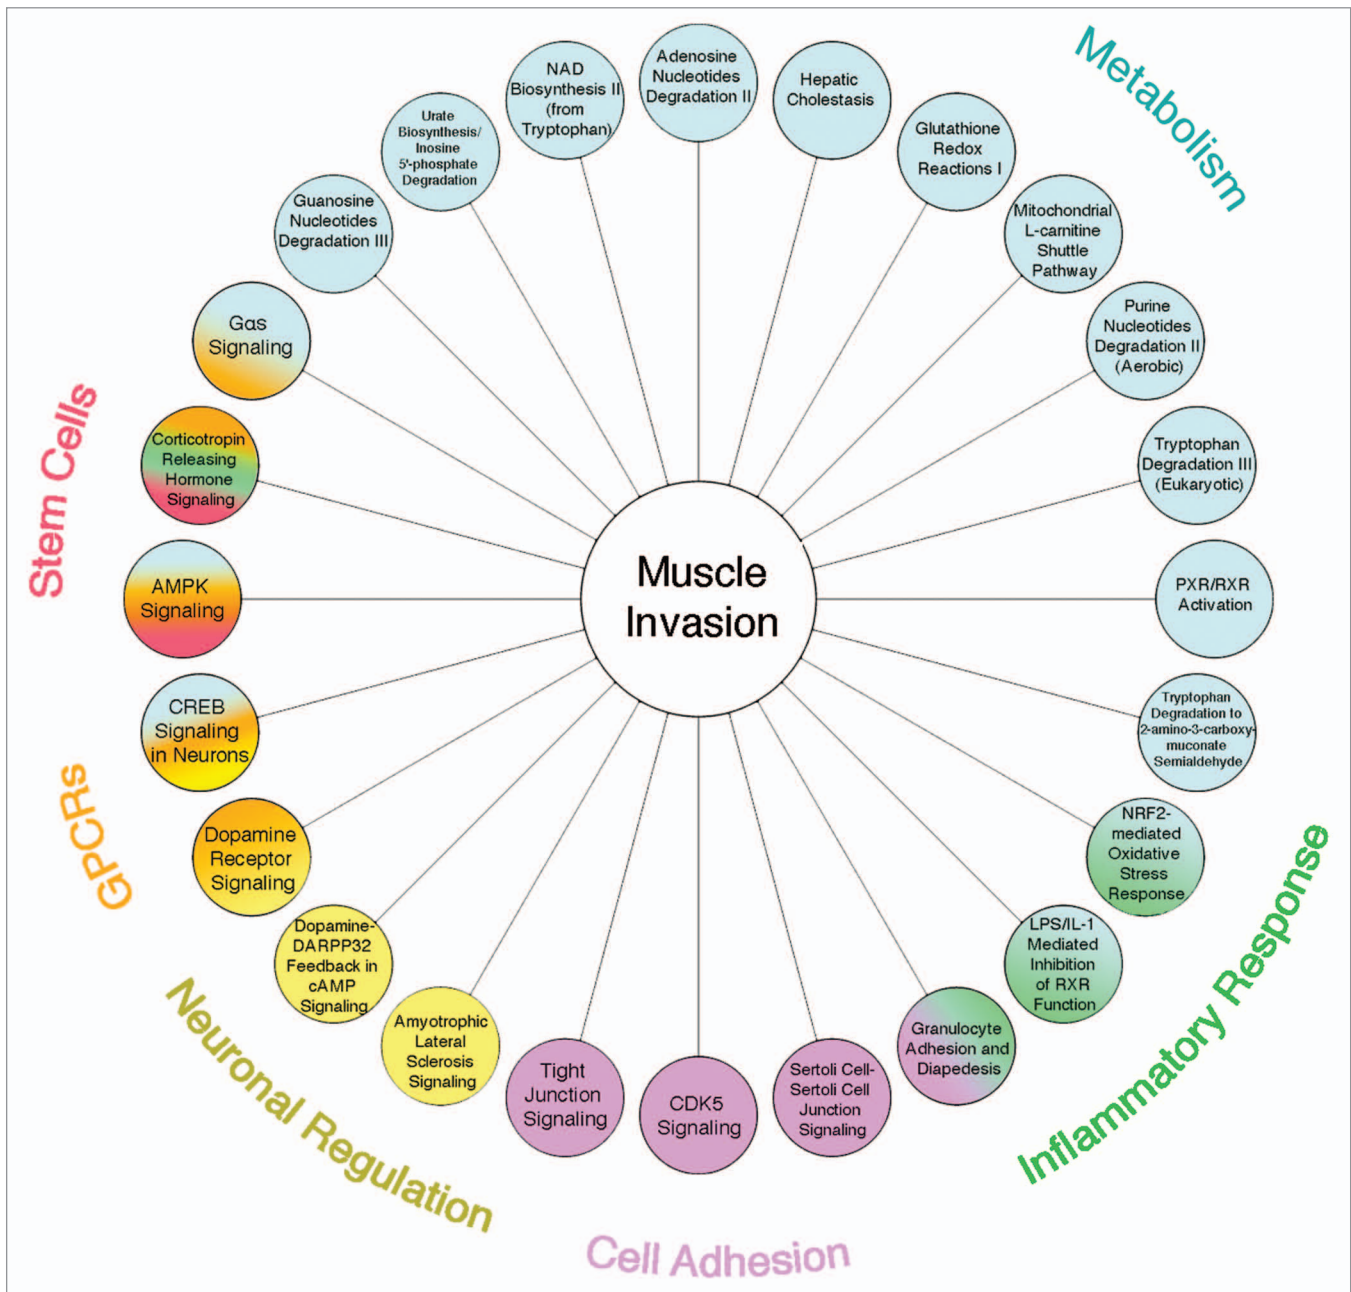 Metabolism
Adenosine
Nucleotides
Degradation II
Hepatic
Cholestasis
Glutathione
Redox
Reactions I
Mitochondrial
L-carnitine
Shuttle
Pathway
Purine
Nucleotides
Degradation II
(Aerobic)
Tryptophan
Degradation III
(Eukaryotic)
PXR/RXR
Activation
Tryptophan
Degradation to
2-amino-3-carboxy-
muconate
Semialdehyde
NRF2-
mediated
Oxidative
Stress
Response
Inflammatory Response
LPS/IL-1
Mediated
Inhibition
of RXR
Function
Granulocyte
Adhesion and
Diapedesis
Sertoli Cell-
Sertoli Cell
Junction
Signaling
CDK5
Signaling
Cell Adhesion
Tight
Junction
Signaling
Amyotrophic
Lateral
Sclerosis
Signaling
Neuronal Regulation
Dopamine-
DARPP32
Feedback in
cAMP
Signaling
Dopamine
Receptor
Signaling
GPCRs
CREB
Signaling
in Neurons
AMPK
Signaling
Stem Cells
Corticotropin
Releasing
Hormone
Signaling
Gαs
Signaling
Guanosine
Nucleotides
Degradation III
Urate
Biosynthesis/
Inosine
5'-phosphate
Degradation
NAD
Biosynthesis II
(from
Tryptophan)
Muscle
Invasion